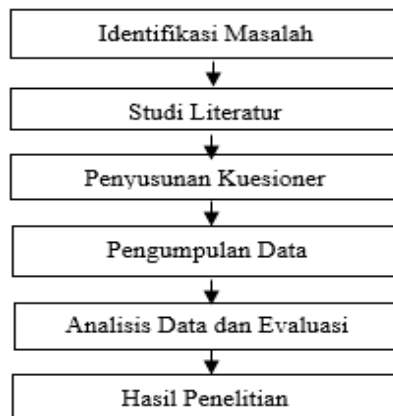 Identifikasi Masalah
Studi Literatur
Penyusunan Kuesioner
Pengumpulan Data
Analisis Data dan Evaluasi
Hasil Penelitian